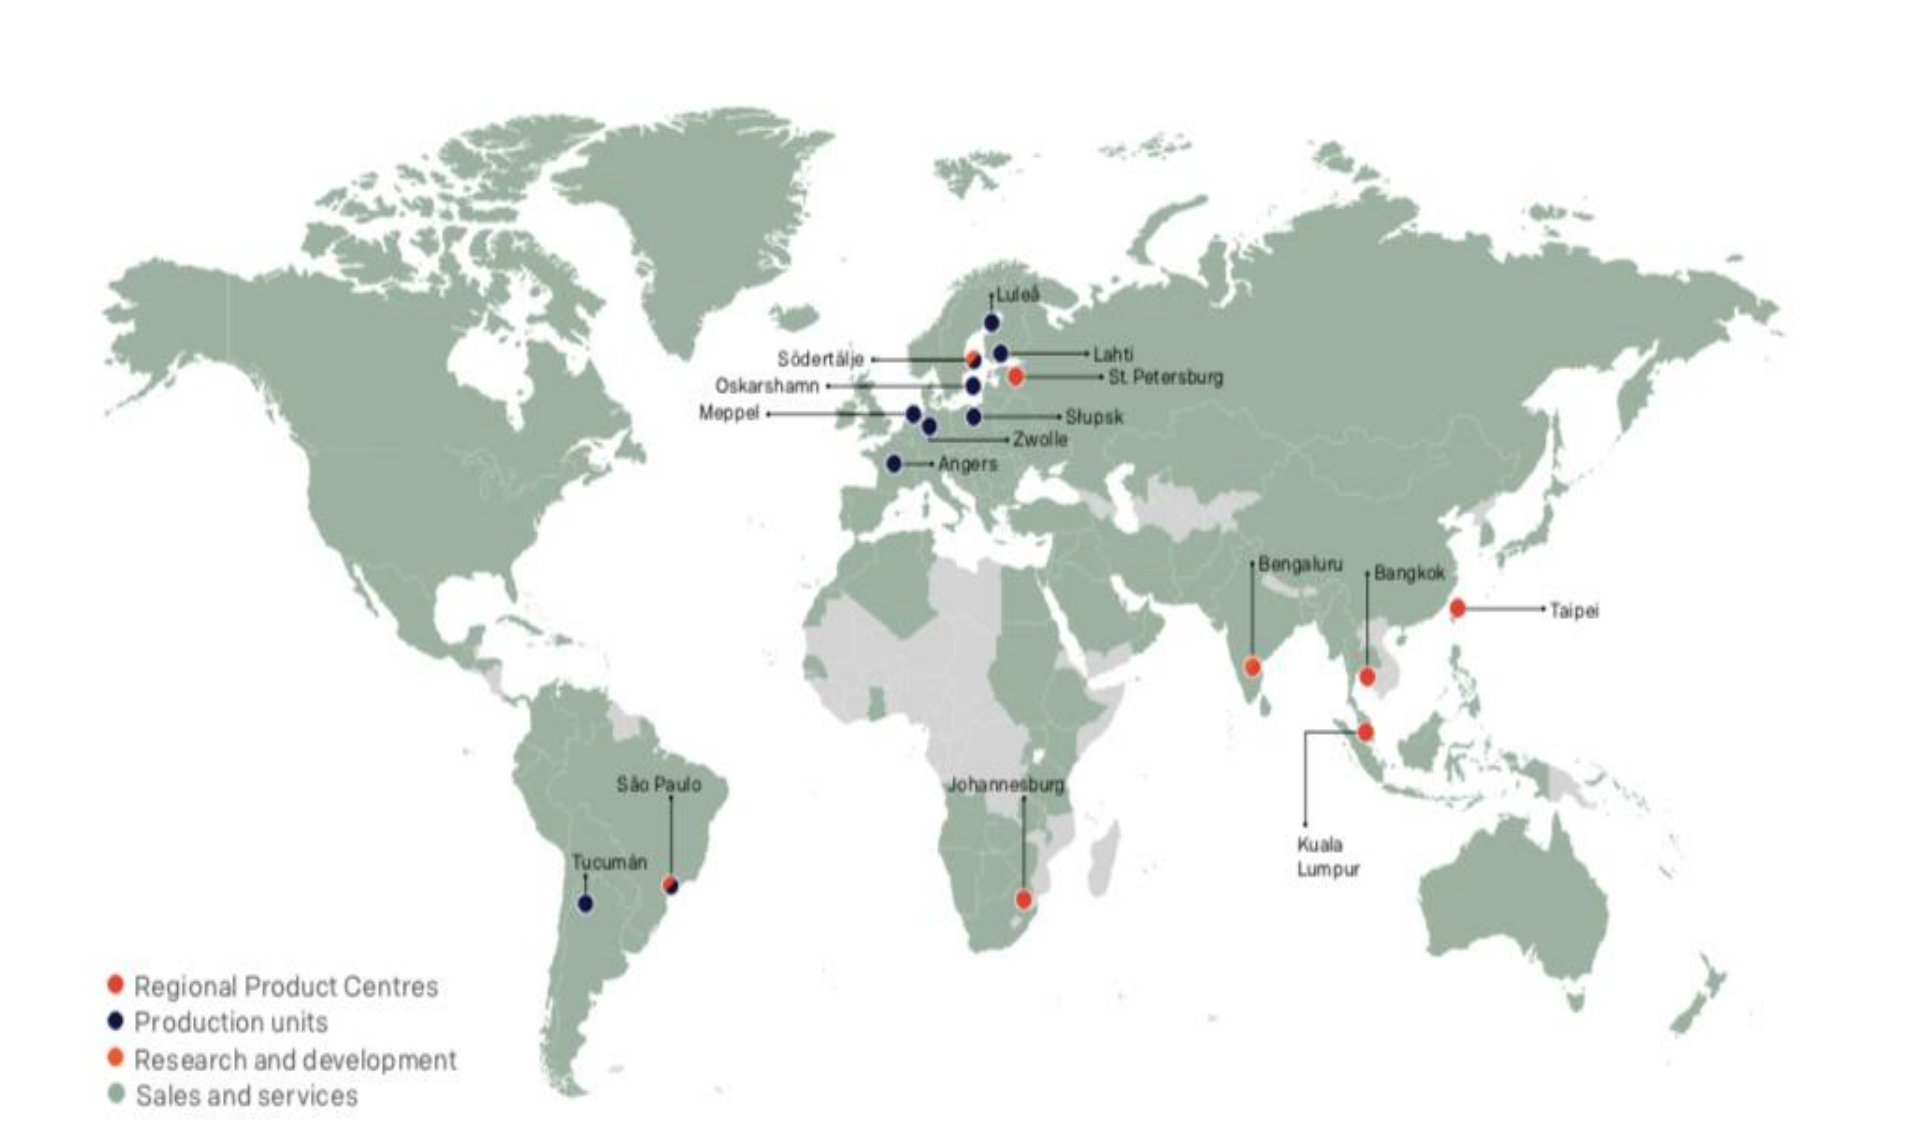 Luleå
Södertälje
Lahti
Oskarshamn
St. Petersburg
Meppel
Słupsk
Zwolle
Angers
Bengaluru
Bangkok
Taipei
São Paulo
Johannesburg
Kuala
Lumpur
Tucumán
Regional Product Centres
Production units
Research and development
Sales and services